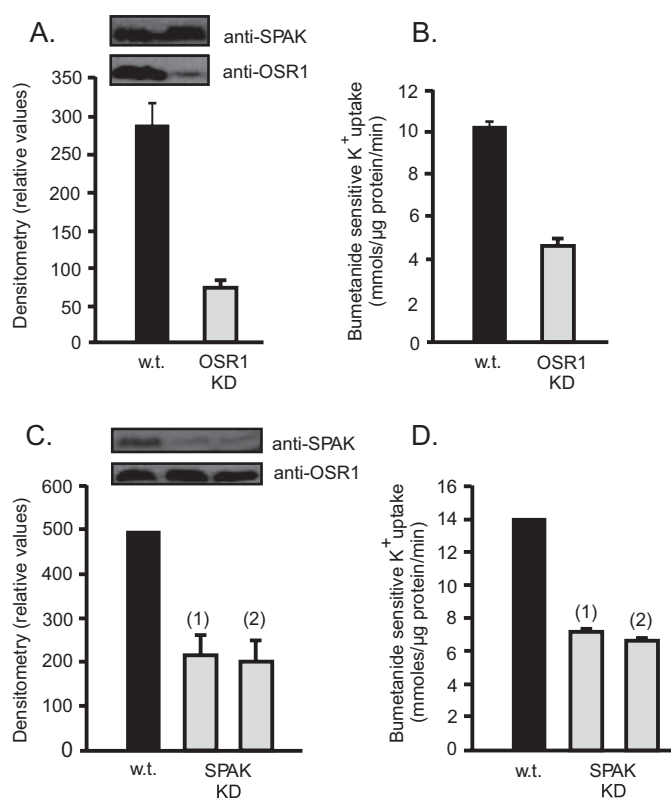 A.
anti-SPAK
anti-OSR1
Densitometry (relative values)
350
300
250
200
150
100
50
0
w.t.
OSR1
KD
B.
Bumetanide sensitive K+ uptake
(mmols/µg protein/min)
12
10
8
6
4
2
0
w.t.
OSR1
KD
C.
anti-SPAK
anti-OSR1
Densitometry (relative values)
600
500
400
300
200
100
0
(1)
(2)
w.t.
SPAK
KD
D.
Bumetanide sensitive K+ uptake
(mmoles/µg protein/min)
16
14
12
10
8
6
4
2
0
(1)
(2)
w.t.
SPAK
KD